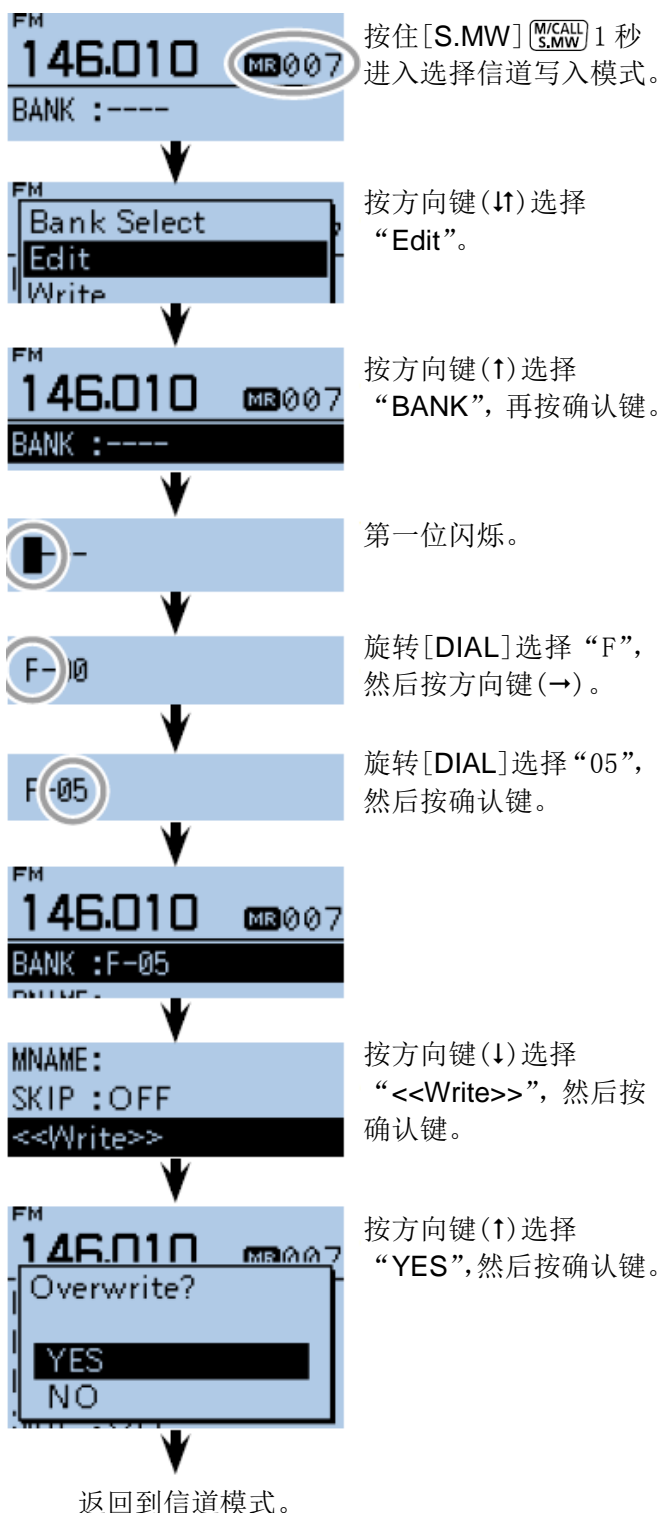 FM
146.010 MR007
BANK :----
按住[S.MW] M/CALL S.MW 1 秒
进入选择信道写入模式。
FM
Bank Select
Edit
Write
按方向键(↓↑)选择
“Edit”。
FM
146.010 MR007
BANK :----
按方向键(↑)选择
“BANK”, 再按确认键。
--
第一位闪烁。
F-00
旋转[DIAL]选择 “F”,
然后按方向键(→)。
F-05
旋转[DIAL]选择“05”,
然后按确认键。
FM
146.010 MR007
BANK :F-05
MNAME:
SKIP :OFF
<<Write>>
按方向键(↓)选择
“<<Write>>”, 然后按
确认键。
FM
146.010 MR007
Overwrite?
YES
NO
按方向键(↑)选择
“YES”,然后按确认键。
返回到信道模式。